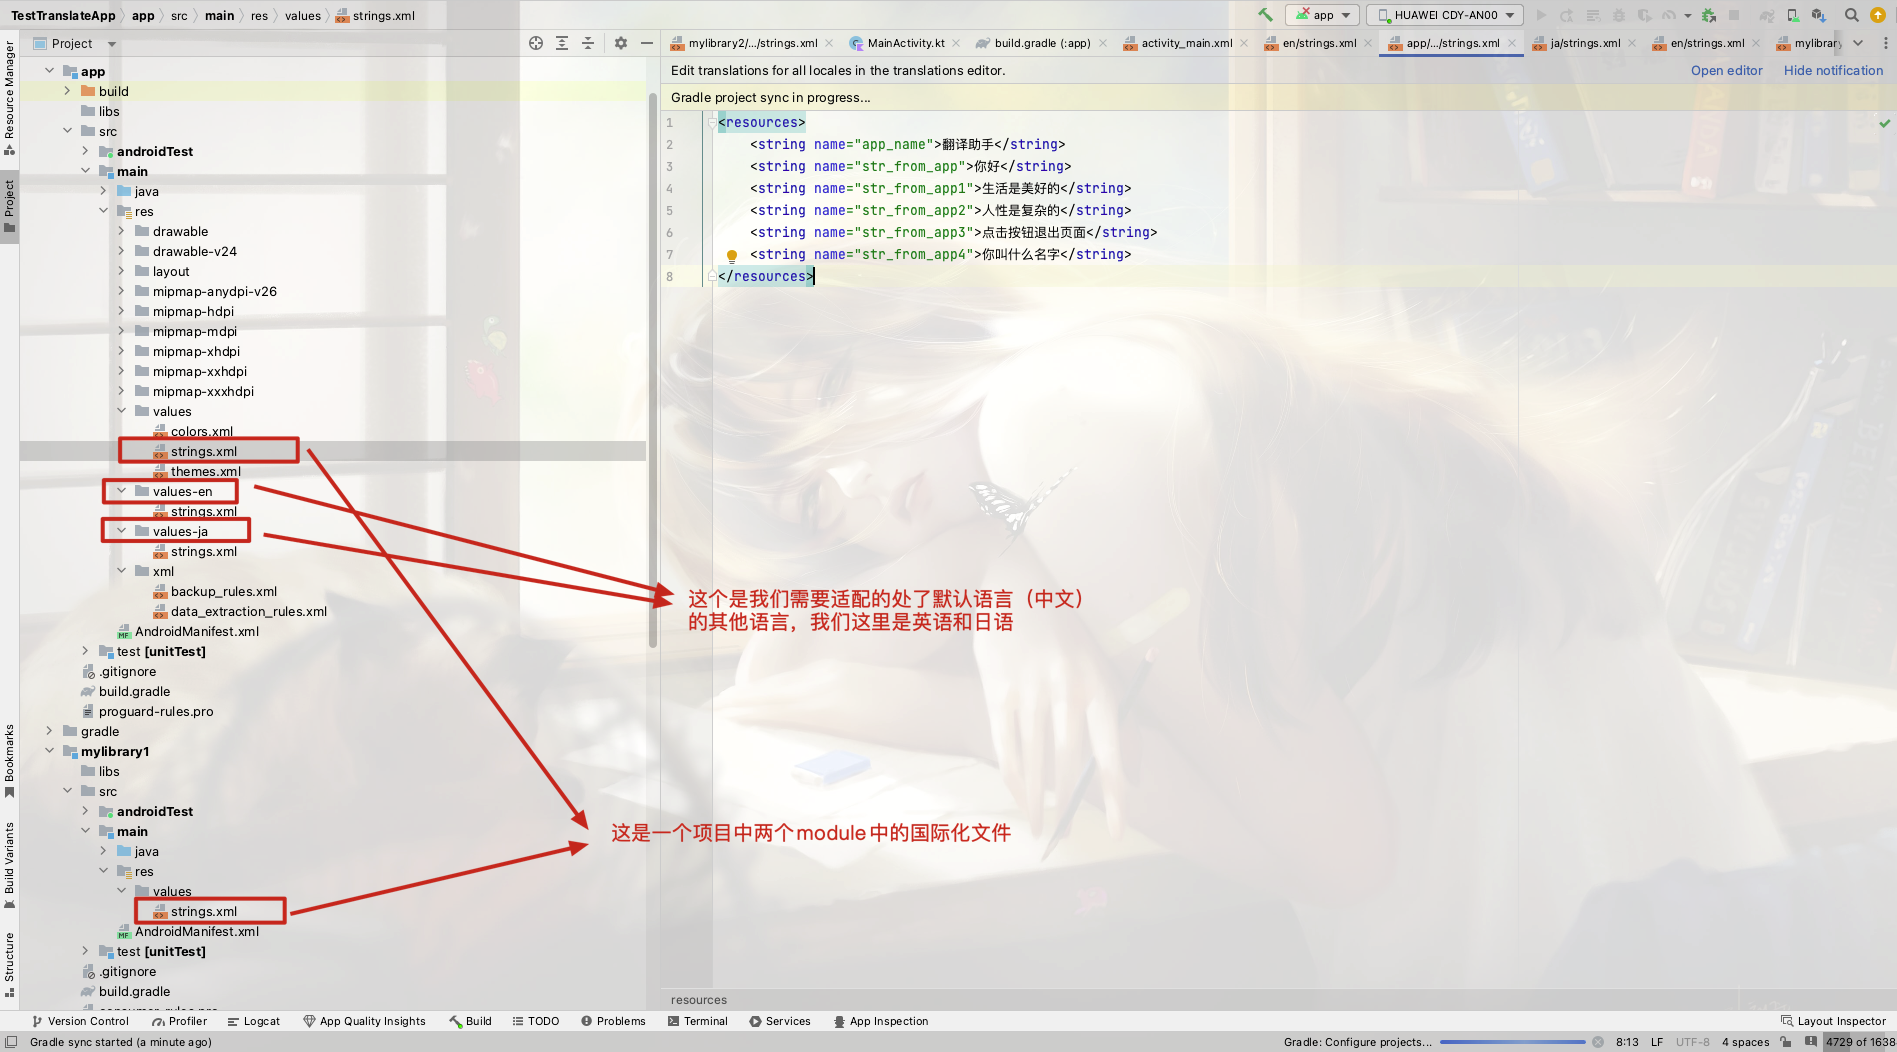 TestTranslateApp app src main res values strings.xml
app HUAWEI CDY-AN00
Project
mylibrary2/.../strings.xml MainActivity.kt build.gradle (:app) activity_main.xml en/strings.xml app/.../strings.xml ja/strings.xml en/strings.xml mylibrary
Resource Manager
Project
Bookmarks
Build Variants
Structure
app
build
libs
src
androidTest
main
java
res
drawable
drawable-v24
layout
mipmap-anydpi-v26
mipmap-hdpi
mipmap-mdpi
mipmap-xhdpi
mipmap-xxhdpi
mipmap-xxxhdpi
values
colors.xml
strings.xml
themes.xml
values-en
strings.xml
values-ja
strings.xml
xml
backup_rules.xml
data_extraction_rules.xml
AndroidManifest.xml
test [unitTest]
.gitignore
build.gradle
proguard-rules.pro
gradle
mylibrary1
libs
src
androidTest
main
java
res
values
strings.xml
AndroidManifest.xml
test [unitTest]
.gitignore
build.gradle
Edit translations for all locales in the translations editor. Open editor Hide notification
Gradle project sync in progress...
1 <resources>
2 <string name="app_name">翻译助手</string>
3 <string name="str_from_app">你好</string>
4 <string name="str_from_app1">生活是美好的</string>
5 <string name="str_from_app2">人性是复杂的</string>
6 <string name="str_from_app3">点击按钮退出页面</string>
7 <string name="str_from_app4">你叫什么名字</string>
8 </resources>
这个是我们需要适配的处了默认语言（中文）
的其他语言，我们这里是英语和日语
这是一个项目中两个module中的国际化文件
resources
Version Control Profiler Logcat App Quality Insights Build TODO Problems Terminal Services App Inspection Layout Inspector
Gradle sync started (a minute ago) Gradle: Configure projects... 8:13 LF UTF-8 4 spaces 4729 of 1638